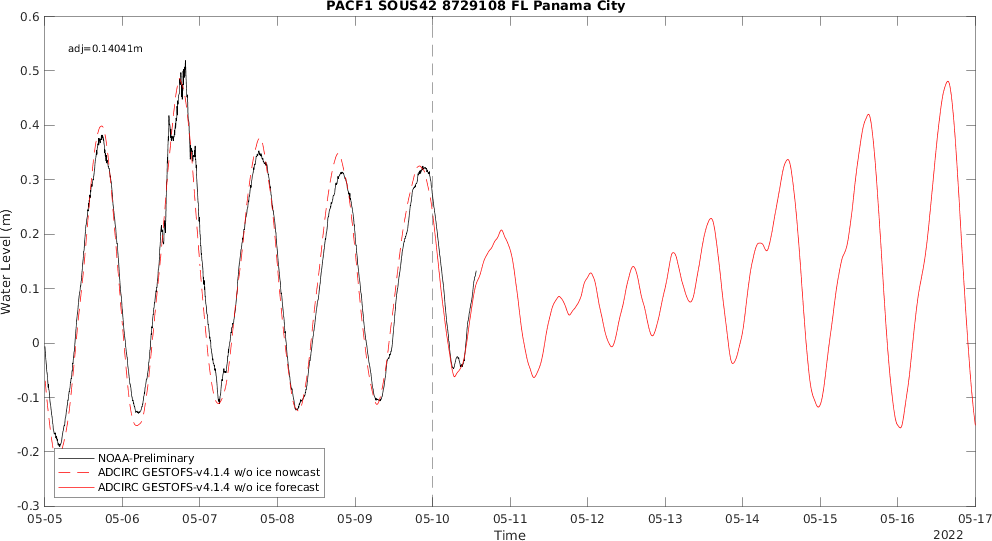 PACF1 SOUS42 8729108 FL Panama City
adj=0.14041m
0.6
0.5
0.4
0.3
0.2
0.1
0
-0.1
-0.2
-0.3
Water Level (m)
NOAA-Preliminary
ADCIRC GESTOFS-v4.1.4 w/o ice nowcast
ADCIRC GESTOFS-v4.1.4 w/o ice forecast
05-05 05-06 05-07 05-08 05-09 05-10 05-11 05-12 05-13 05-14 05-15 05-16 05-17
Time
2022